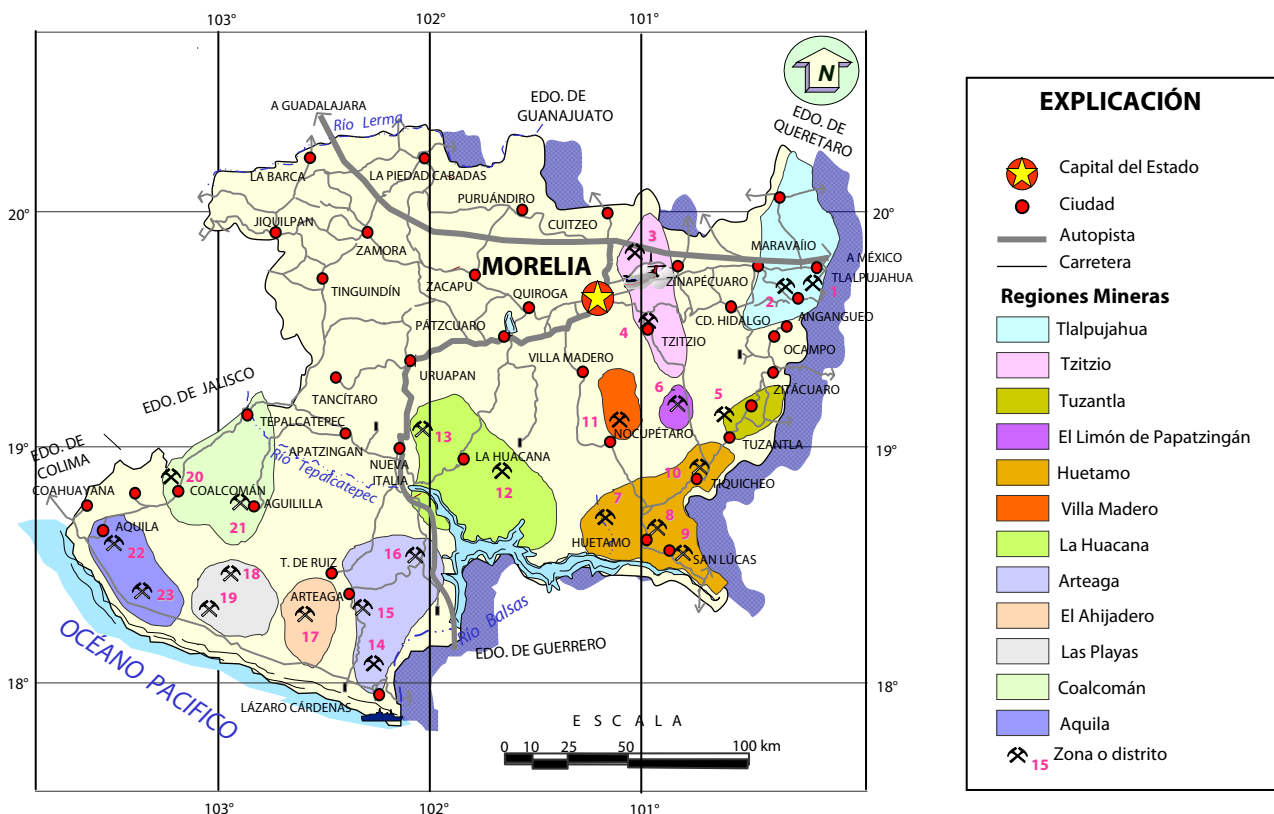 103°
102°
101°
A GUADALAJARA
Río Lerma
EDO. DE
GUANAJUATO
EDO. DE
QUERETARO
N
LA BARCA
LA PIEDAD CABADAS
PURUÁNDIRO
CUITZEO
20°
20°
JIQUILPAN
ZAMORA
3
MARAVAÍIO
A MÉXICO
MORELIA
ZACAPU
TINGUINDÍN
QUIROGA
ZINAPÉCUARO
TLALPUJAHUA
2
1
ANGANGUEO
CD. HIDALGO
PÁTZCUARO
4
TZITZIO
OCAMPO
VILLA MADERO
URUAPAN
ZITÁCUARO
EDO. DE JALISCO
TANCÍTARO
6
5
TEPALCATEPEC
11
13
NOCUPÉTARO
TUZANTLA
19°
19°
EDO. DE
COLIMA
APATZINGAN
Río Tepalcatepec
NUEVA
ITALIA
LA HUACANA
10
TIQUICHEO
20
COAHUAYANA
COALCOMÁN
12
7
AGUILILLA
21
8
AQUILA
9
HUETAMO
SAN LÚCAS
22
16
T. DE RUIZ
18
23
19
ARTEAGA
15
17
14
Río Balsas
EDO. DE GUERRERO
OCÉANO PACIFICO
18°
18°
LÁZARO CÁRDENAS
E S C A L A
0 10 25 50 100 km
103°
102°
101°
EXPLICACIÓN
Capital del Estado
Ciudad
Autopista
Carretera
Regiones Mineras
Tlalpujahua
Tzitzio
Tuzantla
El Limón de Papatzingán
Huetamo
Villa Madero
La Huacana
Arteaga
El Ahijadero
Las Playas
Coalcomán
Aquila
15 Zona o distrito